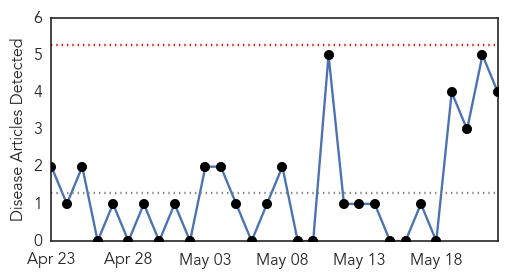 Disease Articles Detected
6
5
4
3
2
1
0
Apr 23
Apr 28
May 03
May 08
May 13
May 18